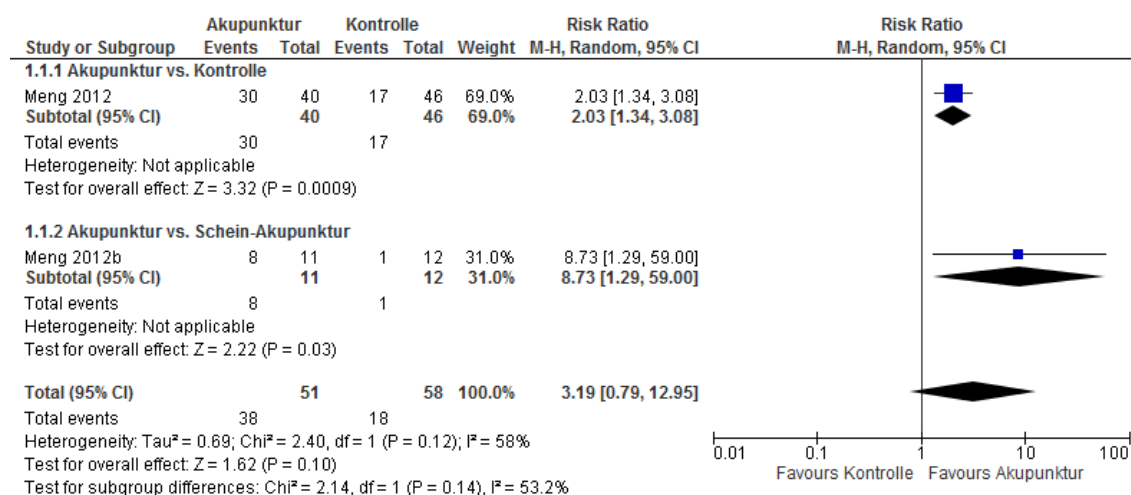 Akupunktur Kontrolle Risk Ratio Risk Ratio
Study or Subgroup Events Total Events Total Weight M-H, Random, 95% CI M-H, Random, 95% CI
1.1.1 Akupunktur vs. Kontrolle
Meng 2012 30 40 17 46 69.0% 2.03 [1.34, 3.08]
Subtotal (95% CI) 40 46 69.0% 2.03 [1.34, 3.08]
Total events 30 17
Heterogeneity: Not applicable
Test for overall effect: Z = 3.32 (P = 0.0009)
1.1.2 Akupunktur vs. Schein-Akupunktur
Meng 2012b 8 11 1 12 31.0% 8.73 [1.29, 59.00]
Subtotal (95% CI) 11 12 31.0% 8.73 [1.29, 59.00]
Total events 8 1
Heterogeneity: Not applicable
Test for overall effect: Z = 2.22 (P = 0.03)
Total (95% CI) 51 58 100.0% 3.19 [0.79, 12.95]
Total events 38 18
Heterogeneity: Tau² = 0.69; Chi² = 2.40, df = 1 (P = 0.12); I² = 58%
Test for overall effect: Z = 1.62 (P = 0.10)
Test for subgroup differences: Chi² = 2.14, df = 1 (P = 0.14), I² = 53.2%
0.01 0.1 1 10 100
Favours Kontrolle Favours Akupunktur